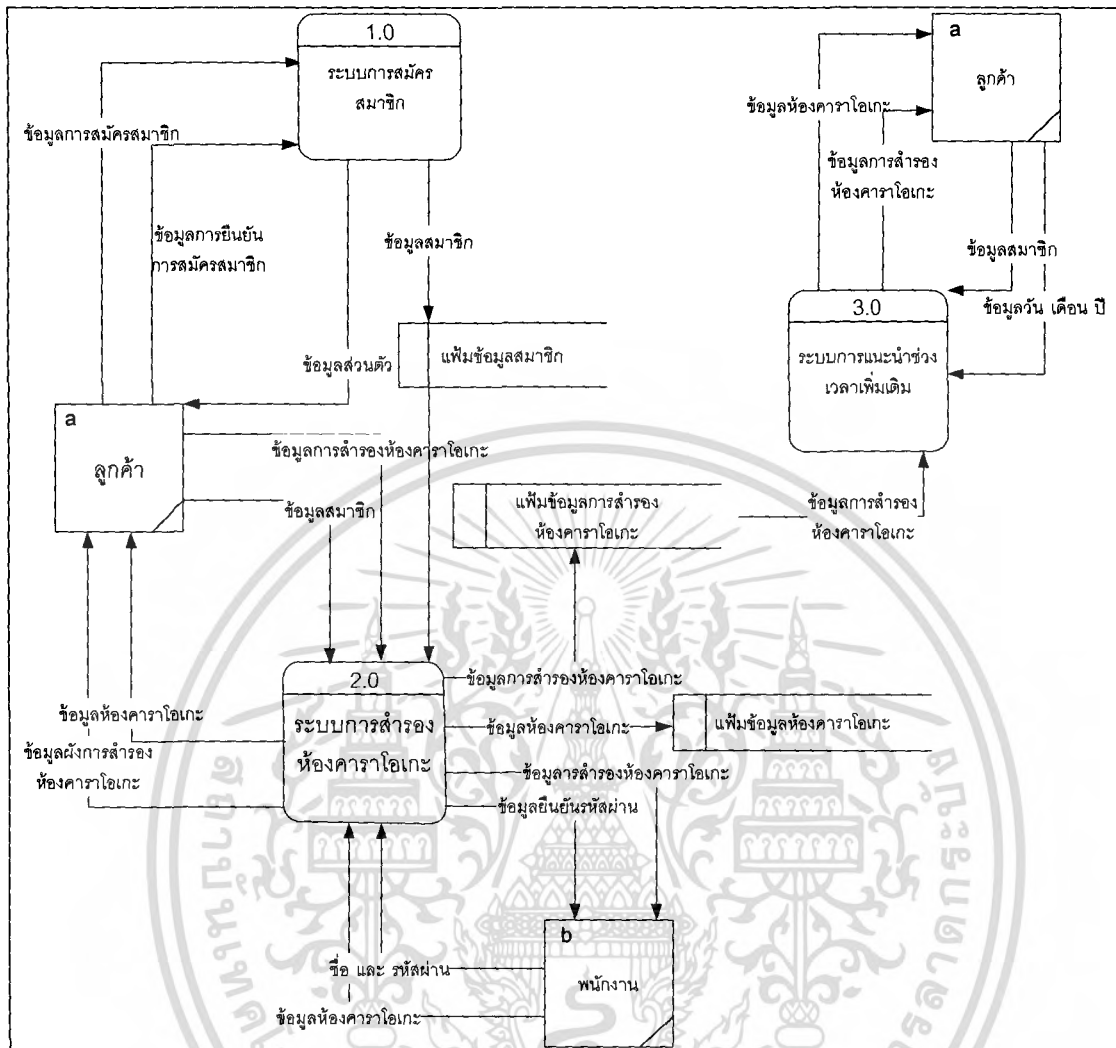 1.0
ระบบการสมัคร
สมาชิก
a
ลูกค้า
ข้อมูลการสมัครสมาชิก
ข้อมูลห้องคาราโอเกะ
ข้อมูลการสำรอง
ห้องคาราโอเกะ
ข้อมูลการยืนยัน
การสมัครสมาชิก
ข้อมูลสมาชิก
ข้อมูลสมาชิก
ข้อมูลวัน เดือน ปี
3.0
ระบบการแนะนำช่วง
เวลาเพิ่มเติม
ข้อมูลส่วนตัว
แฟ้มข้อมูลสมาชิก
a
ลูกค้า
ข้อมูลการสำรองห้องคาราโอเกะ
ข้อมูลสมาชิก
แฟ้มข้อมูลการสำรอง
ห้องคาราโอเกะ
ข้อมูลการสำรอง
ห้องคาราโอเกะ
2.0
ระบบการสำรอง
ห้องคาราโอเกะ
ข้อมูลการสำรองห้องคาราโอเกะ
ข้อมูลห้องคาราโอเกะ
แฟ้มข้อมูลห้องคาราโอเกะ
ข้อมูลห้องคาราโอเกะ
ข้อมูลผังการสำรอง
ห้องคาราโอเกะ
ข้อมูลารสำรองห้องคาราโอเกะ
ข้อมูลยืนยันรหัสผ่าน
b
พนักงาน
ชื่อ และ รหัสผ่าน
ข้อมูลห้องคาราโอเกะ